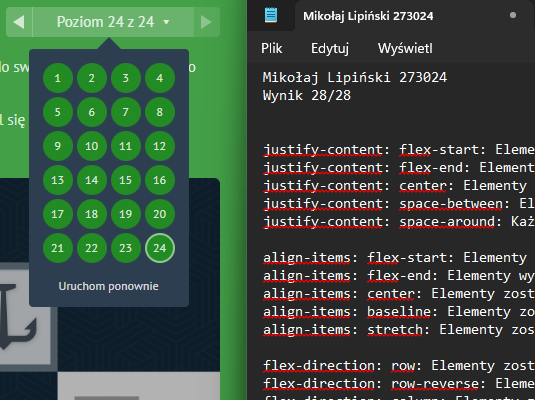 Poziom 24 z 24
do sw
o
l się
1 2 3 4
5 6 7 8
9 10 11 12
13 14 15 16
17 18 19 20
21 22 23 24
Uruchom ponownie
Mikołaj Lipiński 273024
Plik Edytuj Wyświetl
Mikołaj Lipiński 273024
Wynik 28/28
justify-content: flex-start: Eleme
justify-content: flex-end: Element
justify-content: center: Elementy
justify-content: space-between: El
justify-content: space-around: Każ
align-items: flex-start: Elementy
align-items: flex-end: Elementy wy
align-items: center: Elementy zost
align-items: baseline: Elementy zo
align-items: stretch: Elementy zos
flex-direction: row: Elementy zost
flex-direction: row-reverse: Eleme